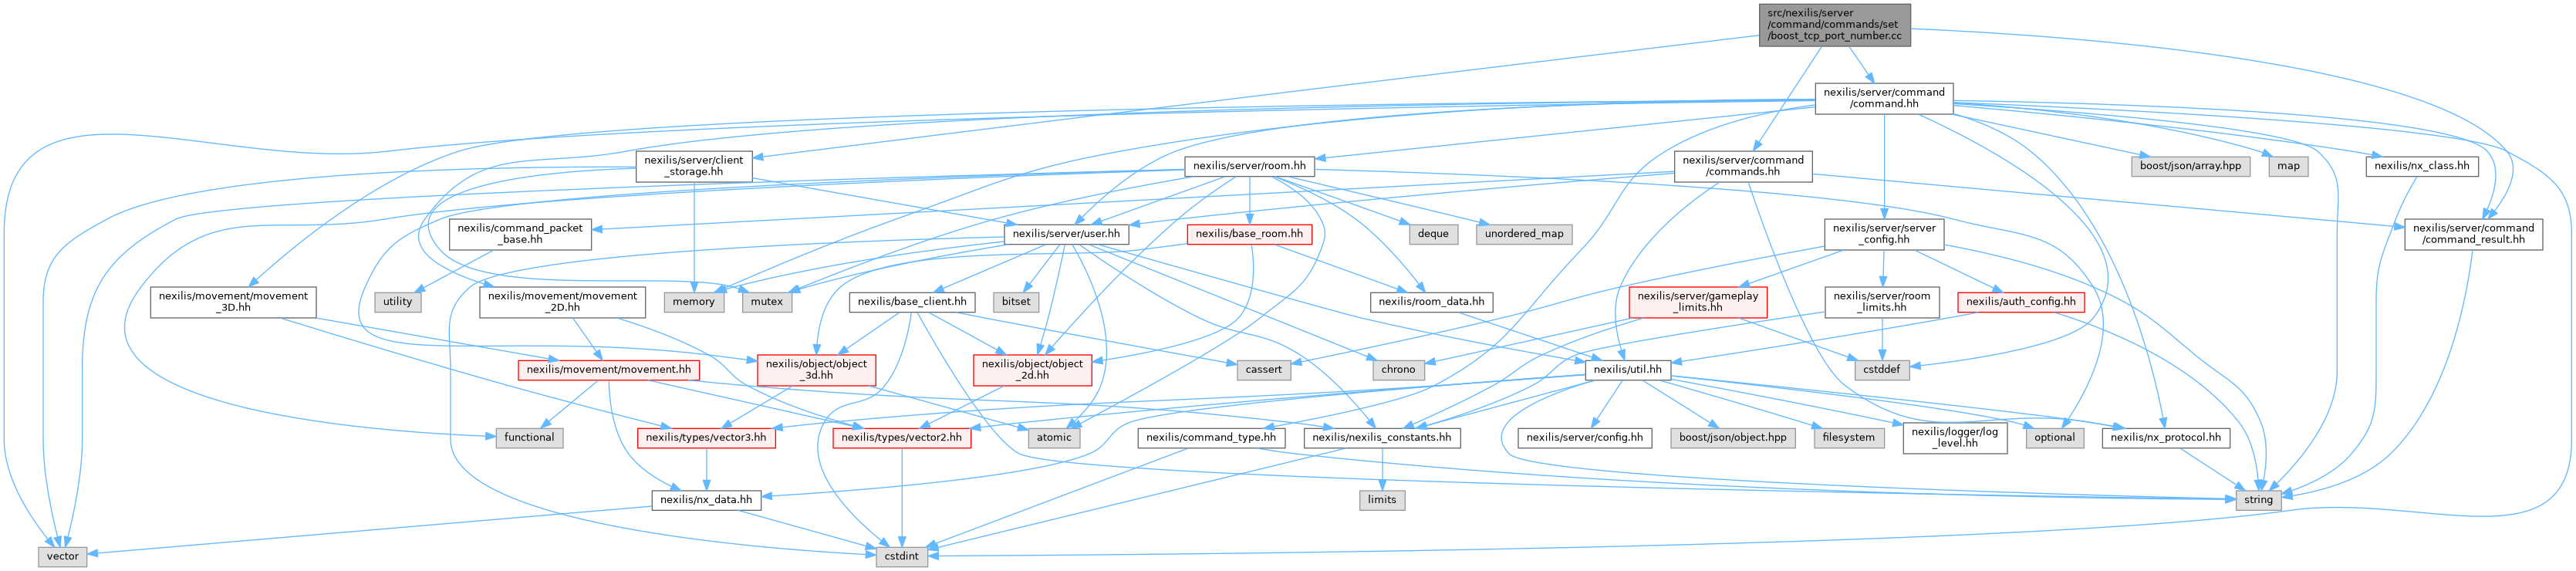 src/nexilis/server
/command/commands/set
/boost_tcp_port_number.cc
nexilis/server/command
/command.hh
nexilis/server/client
_storage.hh
nexilis/server/room.hh
nexilis/server/command
/commands.hh
boost/json/array.hpp
map
nexilis/nx_class.hh
nexilis/command_packet
_base.hh
nexilis/server/user.hh
nexilis/base_room.hh
deque
unordered_map
nexilis/server/server
_config.hh
nexilis/server/command
/command_result.hh
nexilis/movement/movement
_3D.hh
utility
nexilis/movement/movement
_2D.hh
memory
mutex
nexilis/base_client.hh
bitset
nexilis/room_data.hh
nexilis/server/gameplay
_limits.hh
nexilis/server/room
_limits.hh
nexilis/auth_config.hh
nexilis/movement/movement.hh
nexilis/object/object
_3d.hh
nexilis/object/object
_2d.hh
cassert
chrono
nexilis/util.hh
cstddef
functional
nexilis/types/vector3.hh
nexilis/types/vector2.hh
atomic
nexilis/command_type.hh
nexilis/nexilis_constants.hh
nexilis/server/config.hh
boost/json/object.hpp
filesystem
nexilis/logger/log
_level.hh
optional
nexilis/nx_protocol.hh
nexilis/nx_data.hh
limits
string
vector
cstdint